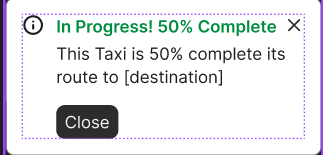 In Progress! 50% Complete
This Taxi is 50% complete its
route to [destination]
Close